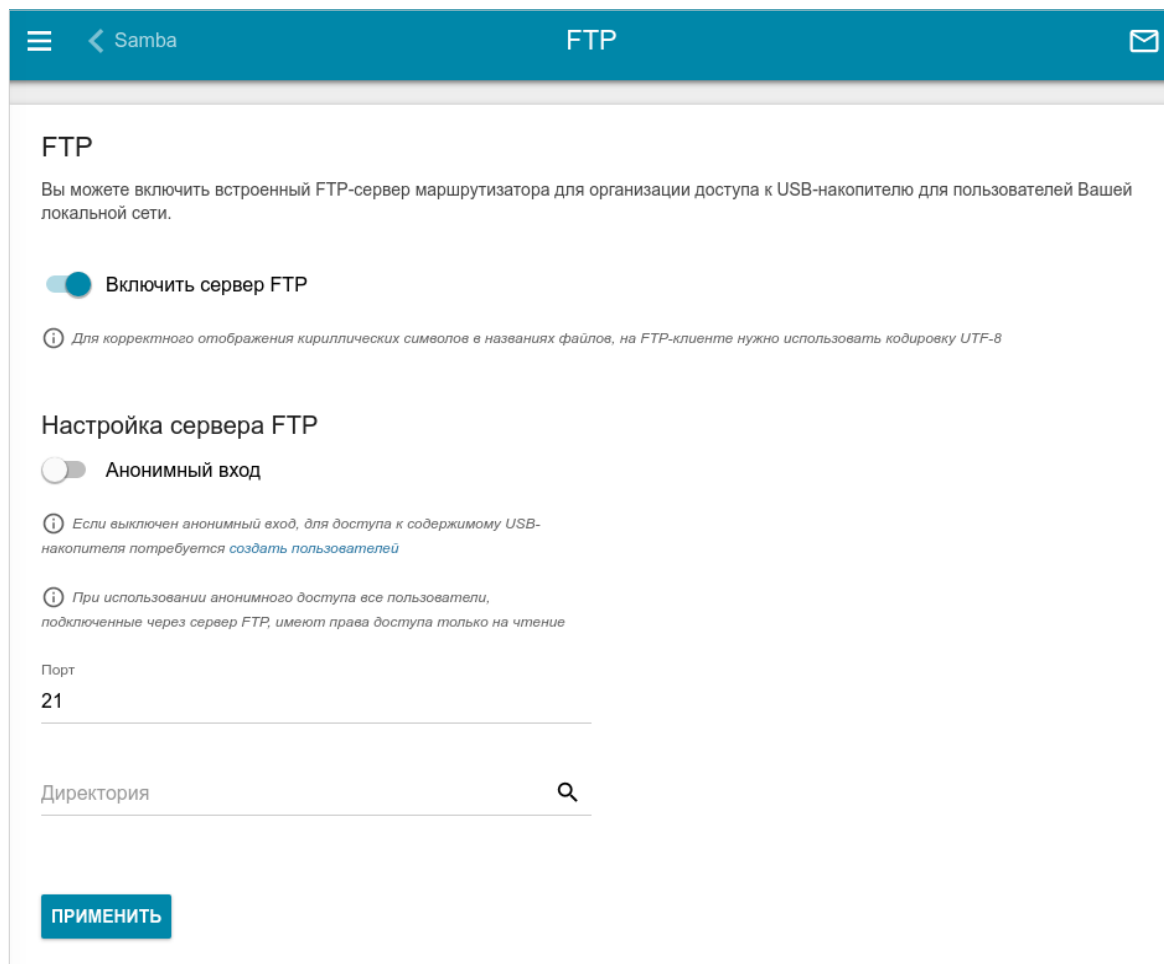 Samba
FTP
FTP
Вы можете включить встроенный FTP-сервер маршрутизатора для организации доступа к USB-накопителю для пользователей Вашей
локальной сети.
Включить сервер FTP
Для корректного отображения кириллических символов в названиях файлов, на FTP-клиенте нужно использовать кодировку UTF-8
Настройка сервера FTP
Анонимный вход
Если выключен анонимный вход, для доступа к содержимому USB-
накопителя потребуется создать пользователей
При использовании анонимного доступа все пользователи,
подключенные через сервер FTP, имеют права доступа только на чтение
Порт
21
Директория
ПРИМЕНИТЬ